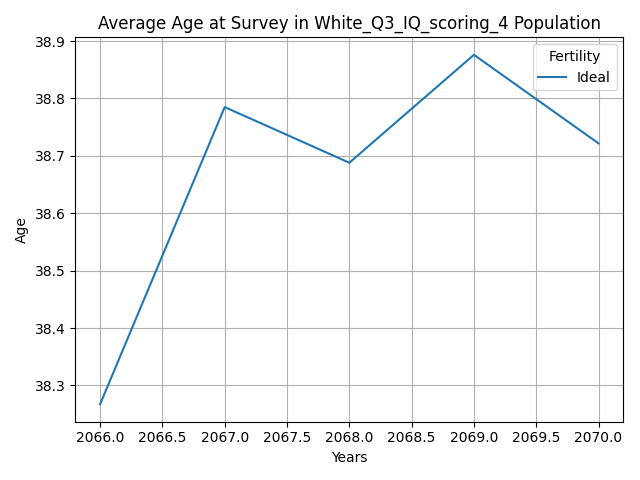 Average Age at Survey in White_Q3_IQ_scoring_4 Population
Fertility
Ideal
38.9
38.8
38.7
38.6
38.5
38.4
38.3
Age
2066.0 2066.5 2067.0 2067.5 2068.0 2068.5 2069.0 2069.5 2070.0
Years